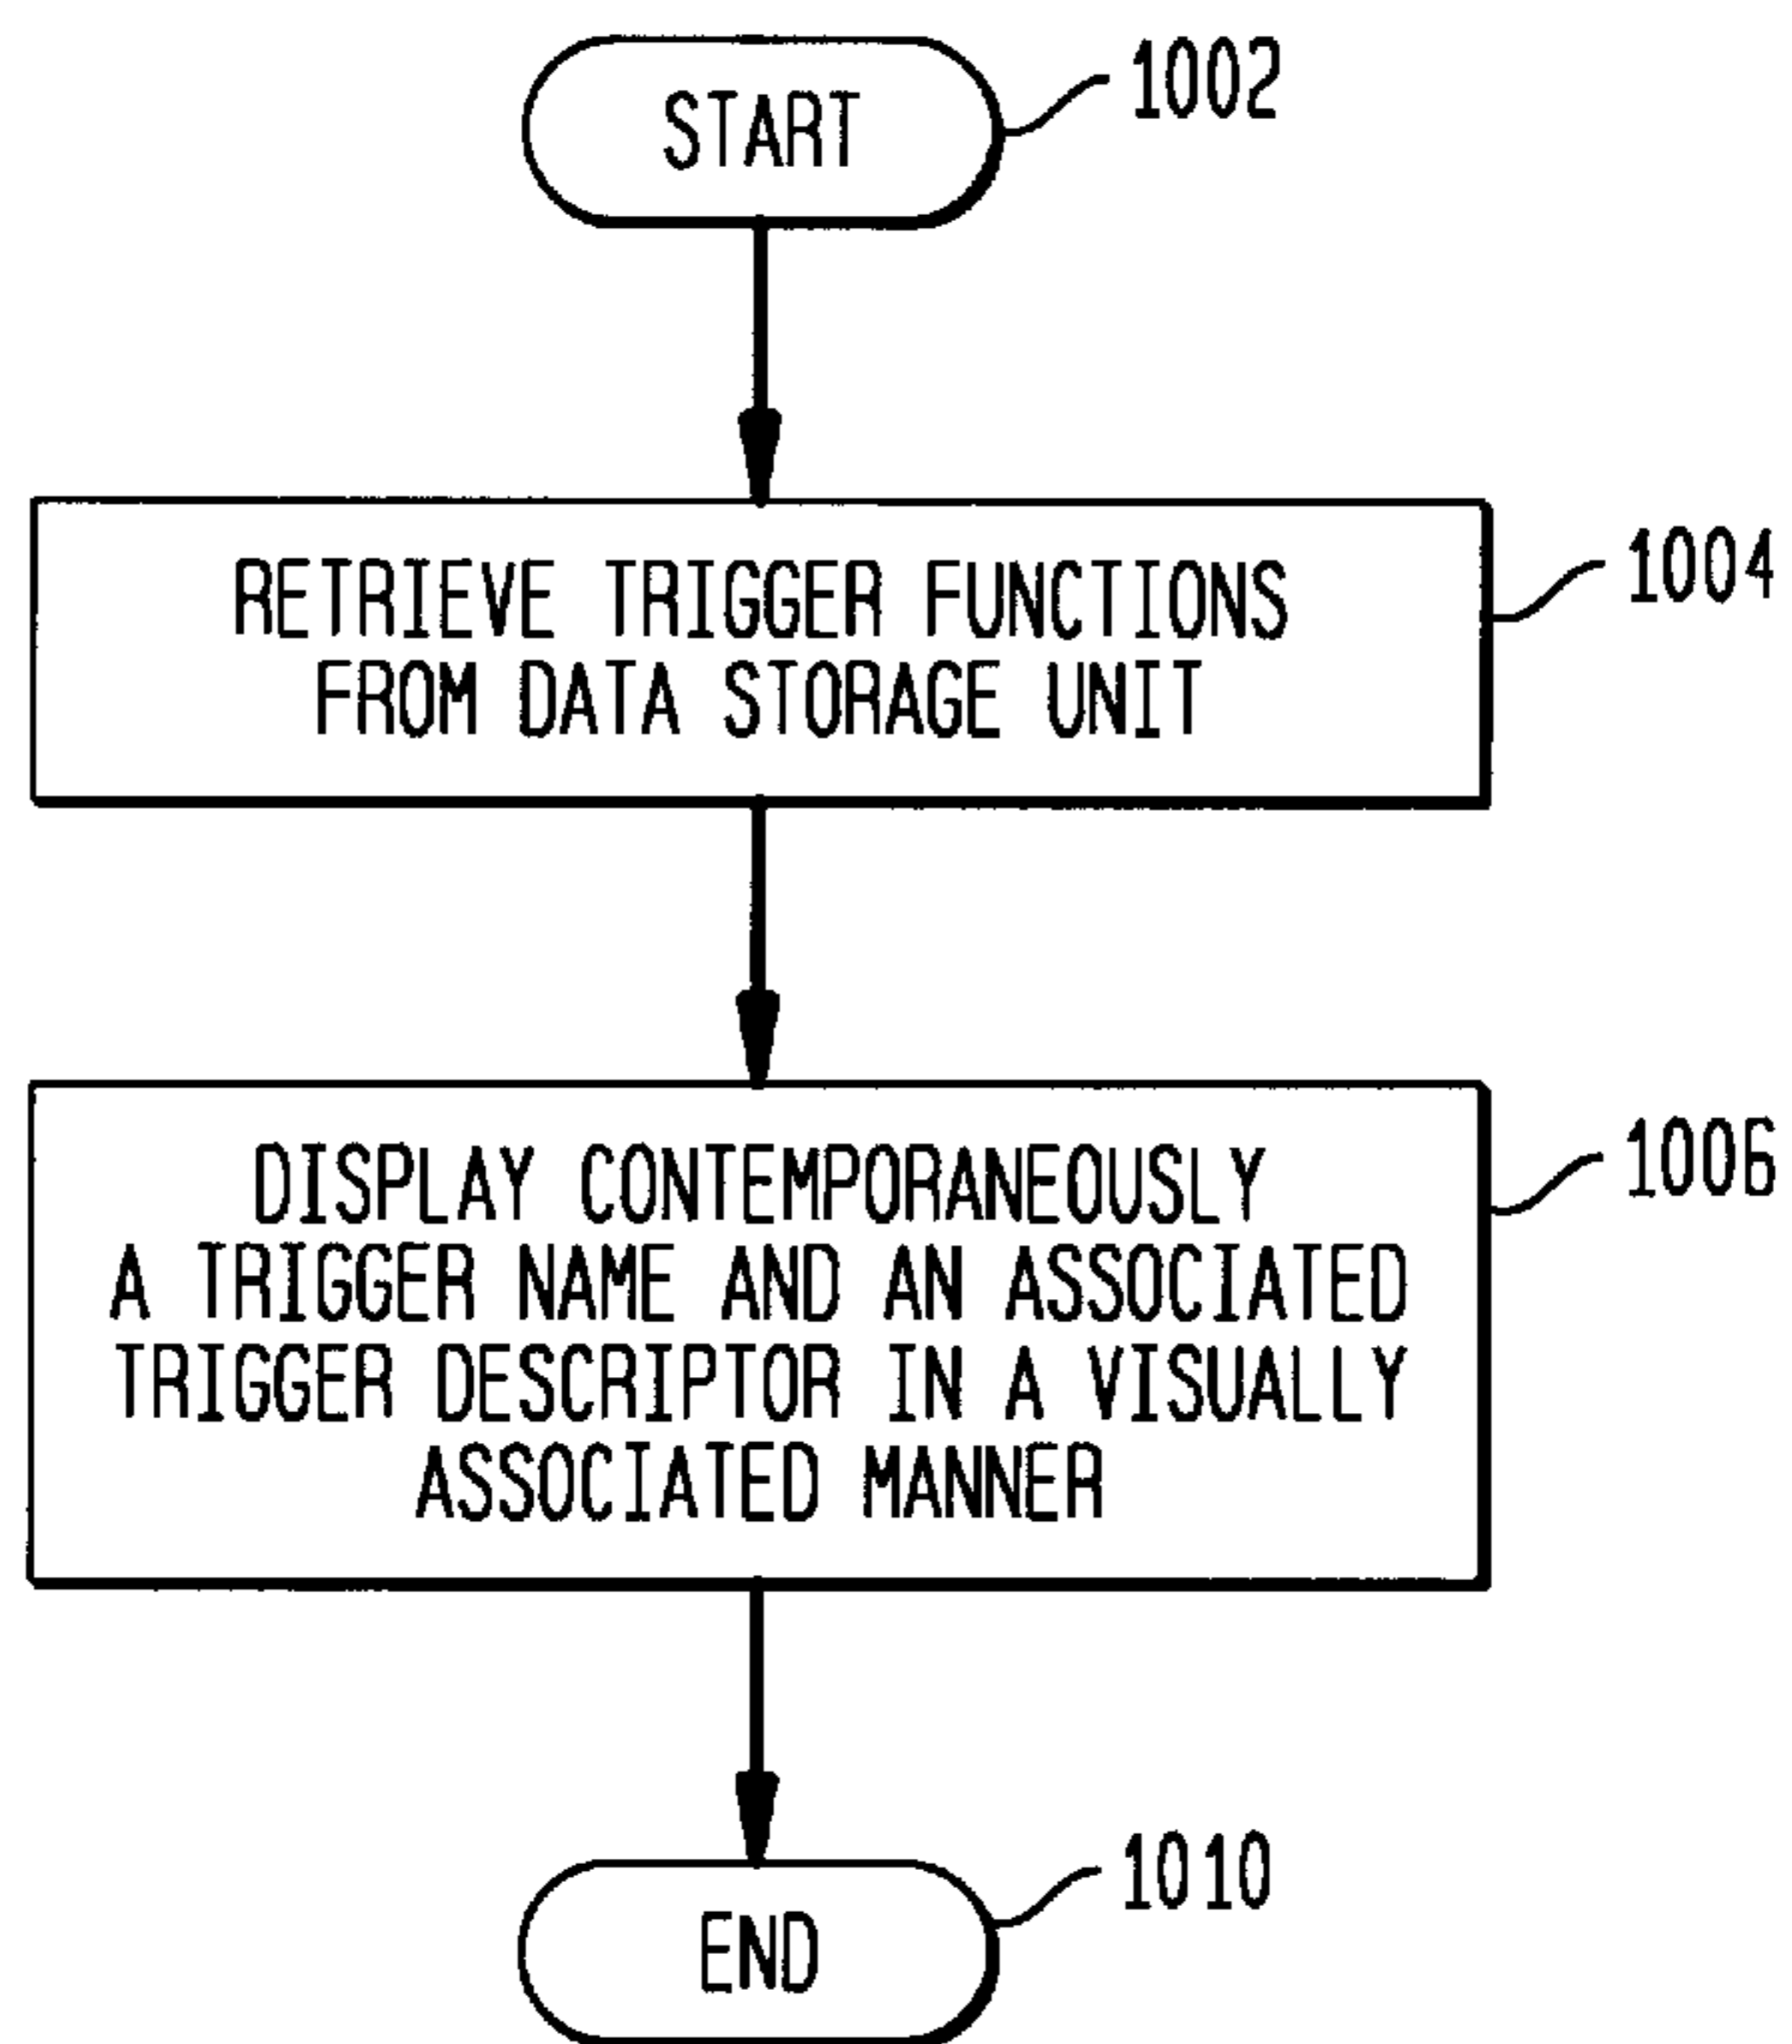 START
1002
RETRIEVE TRIGGER FUNCTIONS
FROM DATA STORAGE UNIT
1004
DISPLAY CONTEMPORANEOUSLY
A TRIGGER NAME AND AN ASSOCIATED
TRIGGER DESCRIPTOR IN A VISUALLY
ASSOCIATED MANNER
1006
END
1010